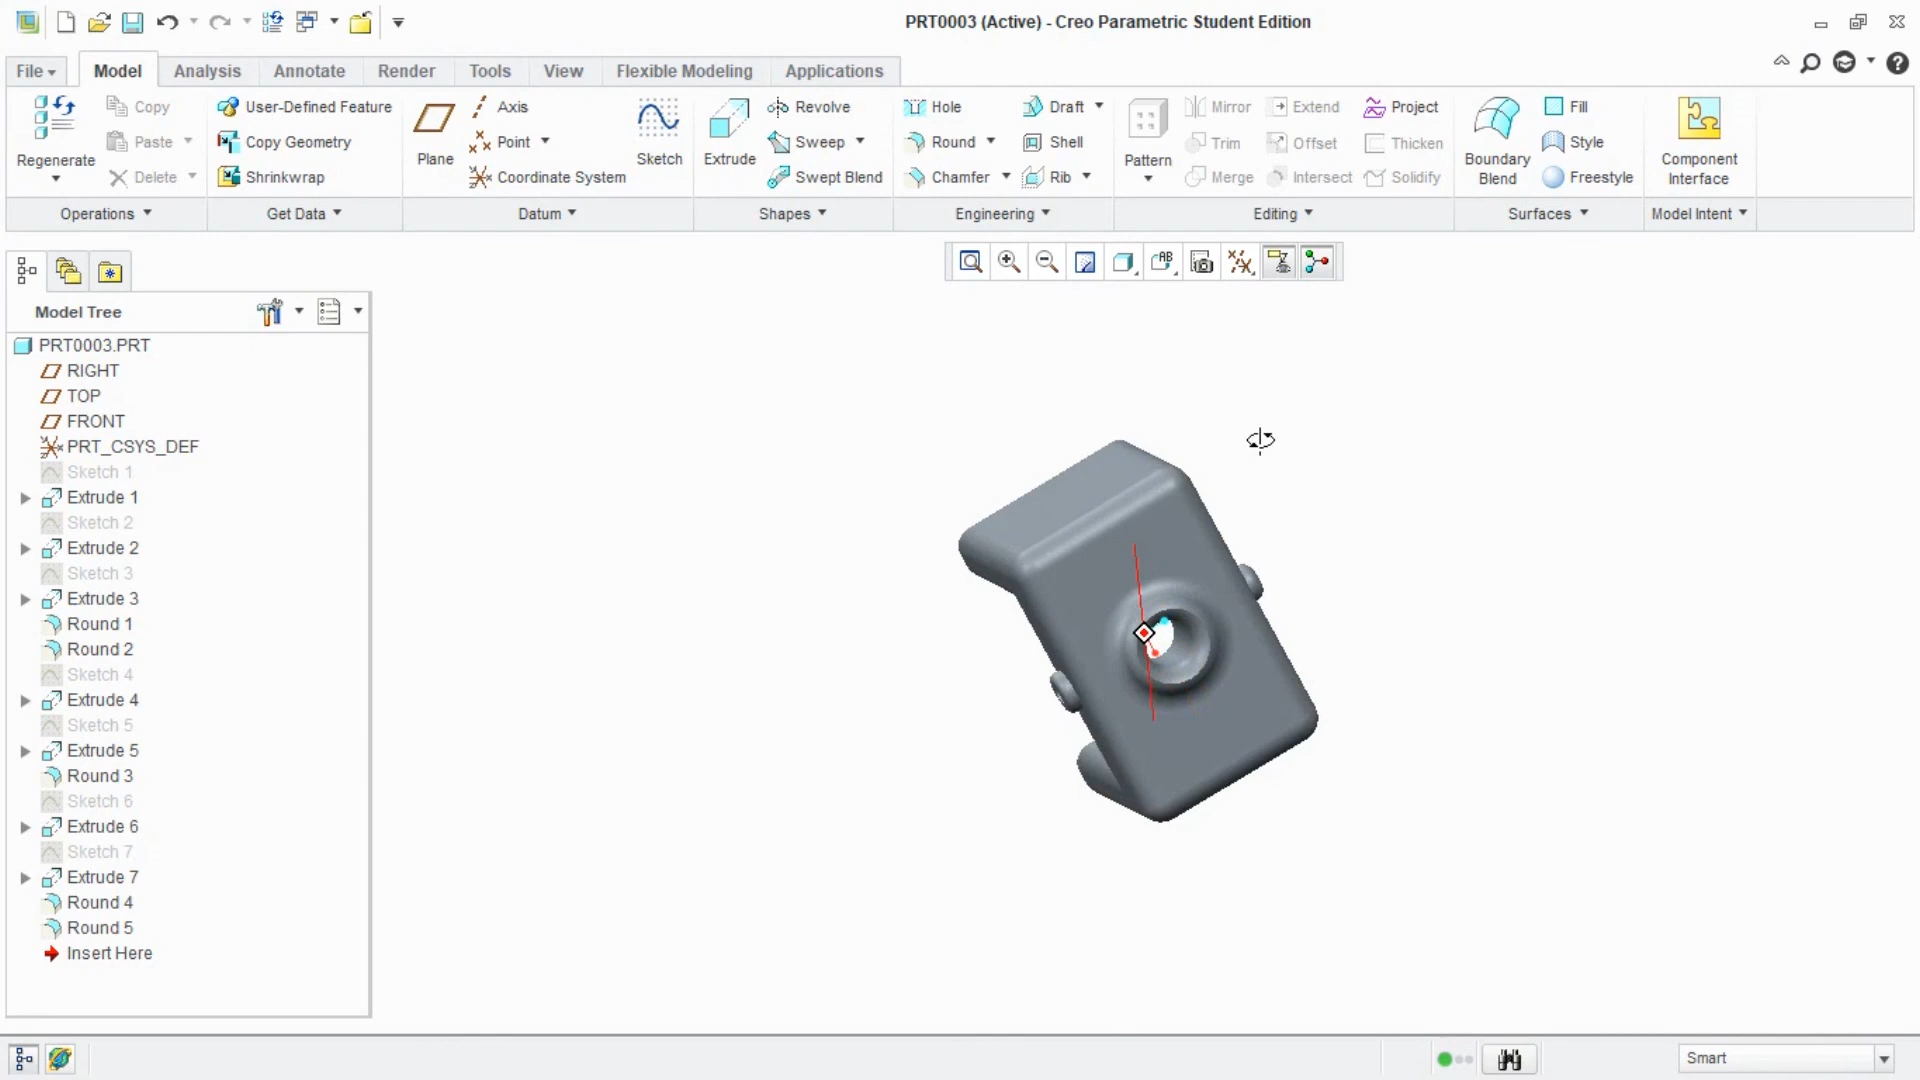 PRT0003 (Active) - Creo Parametric Student Edition
File Model Analysis Annotate Render Tools View Flexible Modeling Applications
Regenerate
Copy
Paste
Delete
Operations
User-Defined Feature
Copy Geometry
Shrinkwrap
Get Data
Plane
Axis
Point
Coordinate System
Sketch
Datum
Extrude
Revolve
Sweep
Swept Blend
Shapes
Hole
Round
Chamfer
Draft
Shell
Rib
Engineering
Pattern
Mirror
Trim
Merge
Extend
Offset
Intersect
Project
Thicken
Solidify
Editing
Boundary
Blend
Fill
Style
Freestyle
Surfaces
Component
Interface
Model Intent
AB
Model Tree
PRT0003.PRT
RIGHT
TOP
FRONT
PRT_CSYS_DEF
Sketch 1
Extrude 1
Sketch 2
Extrude 2
Sketch 3
Extrude 3
Round 1
Round 2
Sketch 4
Extrude 4
Sketch 5
Extrude 5
Round 3
Sketch 6
Extrude 6
Sketch 7
Extrude 7
Round 4
Round 5
Insert Here
Smart